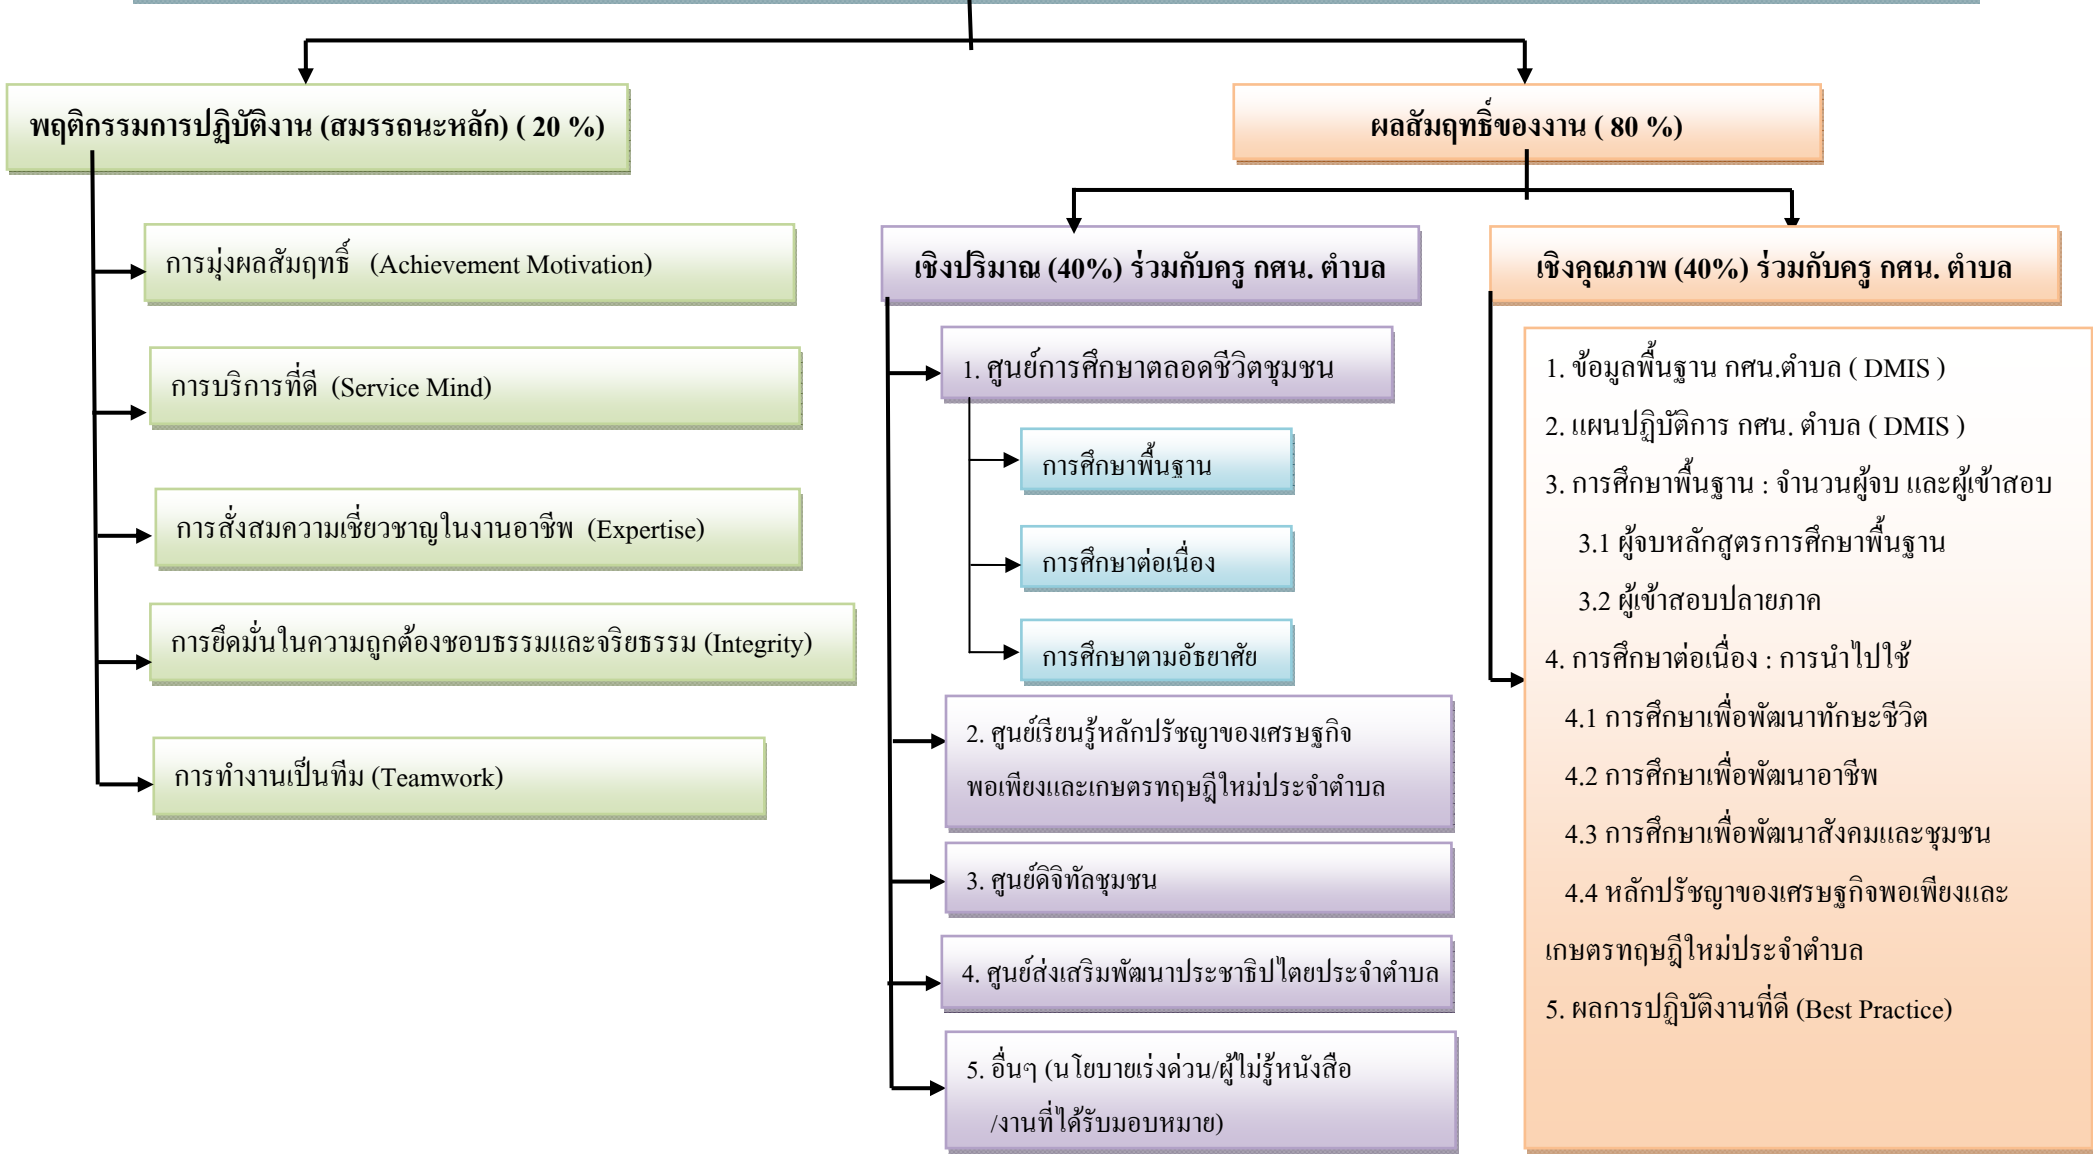 พฤติกรรมการปฏิบัติงาน (สมรรถนะหลัก) ( 20 %)
การมุ่งผลสัมฤทธิ์ (Achievement Motivation)
การบริการที่ดี (Service Mind)
การสั่งสมความเชี่ยวชาญในงานอาชีพ (Expertise)
การยึดมั่นในความถูกต้องชอบธรรมและจริยธรรม (Integrity)
การทำงานเป็นทีม (Teamwork)
ผลสัมฤทธิ์ของงาน ( 80 %)
เชิงปริมาณ (40%) ร่วมกับครู กศน. ตำบล
1. ศูนย์การศึกษาตลอดชีวิตชุมชน
การศึกษาพื้นฐาน
การศึกษาต่อเนื่อง
การศึกษาตามอัธยาศัย
2. ศูนย์เรียนรู้หลักปรัชญาของเศรษฐกิจ
พอเพียงและเกษตรทฤษฎีใหม่ประจำตำบล
3. ศูนย์ดิจิทัลชุมชน
4. ศูนย์ส่งเสริมพัฒนาประชาธิปไตยประจำตำบล
5. อื่นๆ (นโยบายเร่งด่วน/ผู้ไม่รู้หนังสือ
/งานที่ได้รับมอบหมาย)
เชิงคุณภาพ (40%) ร่วมกับครู กศน. ตำบล
1. ข้อมูลพื้นฐาน กศน.ตำบล ( DMIS )
2. แผนปฏิบัติการ กศน. ตำบล ( DMIS )
3. การศึกษาพื้นฐาน : จำนวนผู้จบ และผู้เข้าสอบ
3.1 ผู้จบหลักสูตรการศึกษาพื้นฐาน
3.2 ผู้เข้าสอบปลายภาค
4. การศึกษาต่อเนื่อง : การนำไปใช้
4.1 การศึกษาเพื่อพัฒนาทักษะชีวิต
4.2 การศึกษาเพื่อพัฒนาอาชีพ
4.3 การศึกษาเพื่อพัฒนาสังคมและชุมชน
4.4 หลักปรัชญาของเศรษฐกิจพอเพียงและ
เกษตรทฤษฎีใหม่ประจำตำบล
5. ผลการปฏิบัติงานที่ดี (Best Practice)